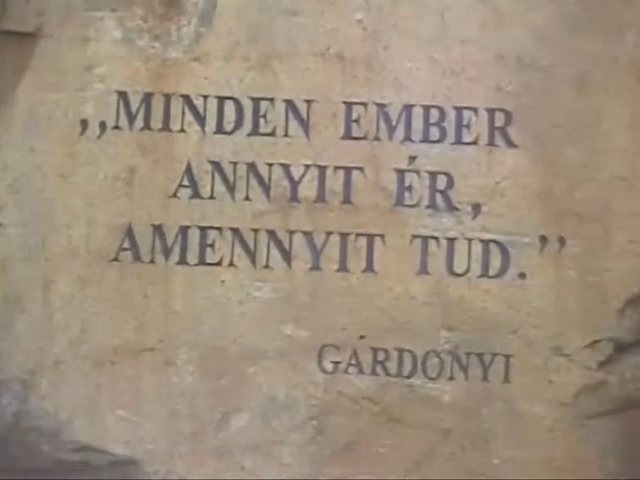 „MINDEN EMBER
ANNYIT ÉR,
AMENNYIT TUD.”
GÁRDONYI